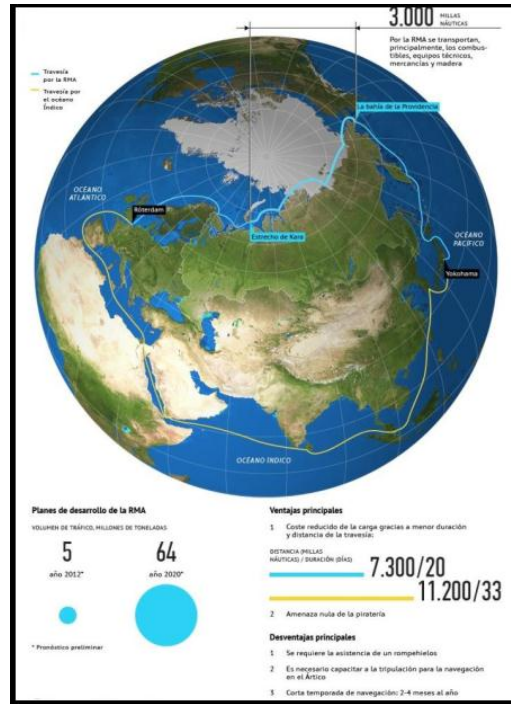 3.000 MILLAS
NÁUTICAS
Por la RMA se transportan,
principalmente, los combus-
tibles, equipos técnicos,
mercancías y madera
Travesía
por la RMA
Travesía por
el océano
Índico
La bahía de la Providencia
OCÉANO
ATLÁNTICO
Róterdam
Estrecho de Kara
OCÉANO
PACÍFICO
Yokohama
OCÉANO ÍNDICO
Planes de desarrollo de la RMA
VOLUMEN DE TRÁFICO, MILLONES DE TONELADAS
5
64
año 2012*
año 2020*
* Pronóstico preliminar
Ventajas principales
1 Coste reducido de la carga gracias a menor duración
y distancia de la travesía:
DISTANCIA (MILLAS
NÁUTICAS) / DURACIÓN (DÍAS)
7.300/20
11.200/33
2 Amenaza nula de la piratería
Desventajas principales
1 Se requiere la asistencia de un rompehielos
2 Es necesario capacitar a la tripulación para la navegación
en el Ártico
3 Corta temporada de navegación: 2-4 meses al año